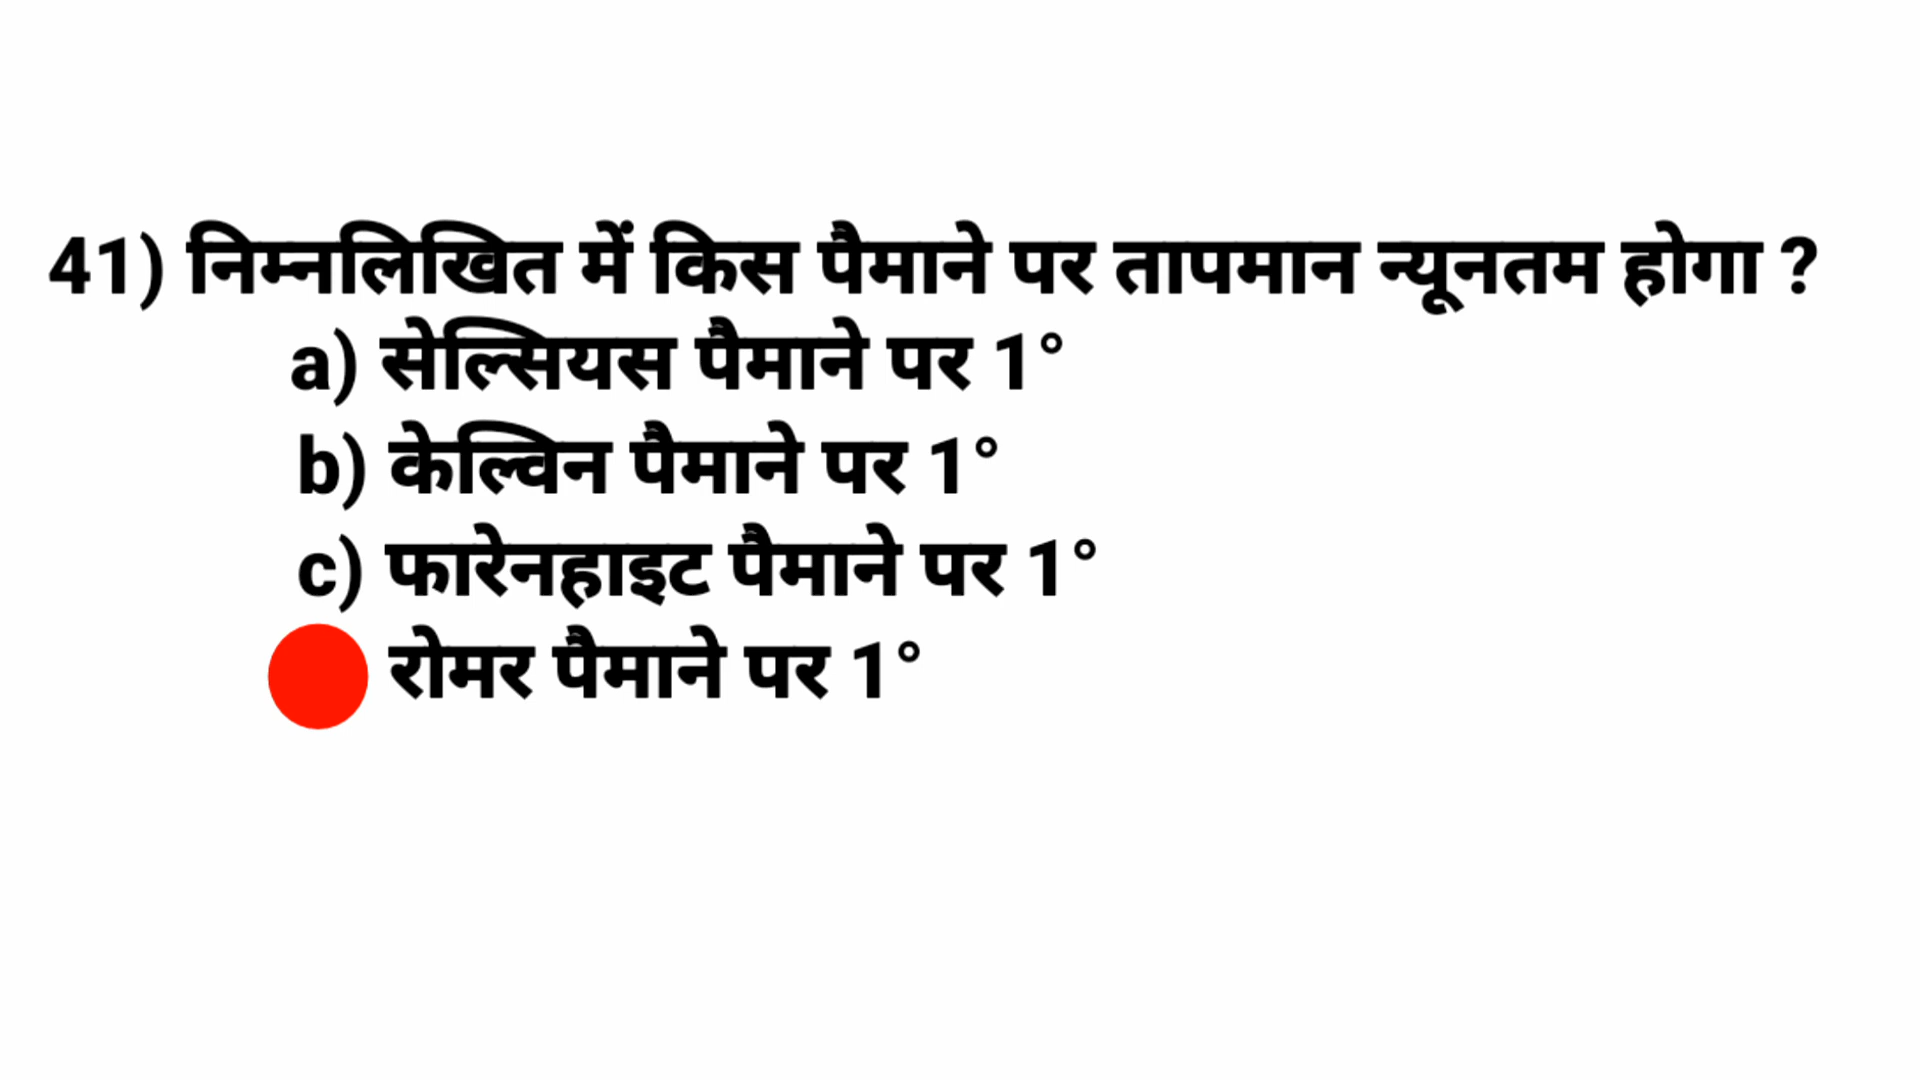 41) निम्नलिखित में किस पैमाने पर तापमान न्यूनतम होगा ?
a) सेल्सियस पैमाने पर 1°
b) केल्विन पैमाने पर 1°
c) फारेनहाइट पैमाने पर 1°
रोमर पैमाने पर 1°